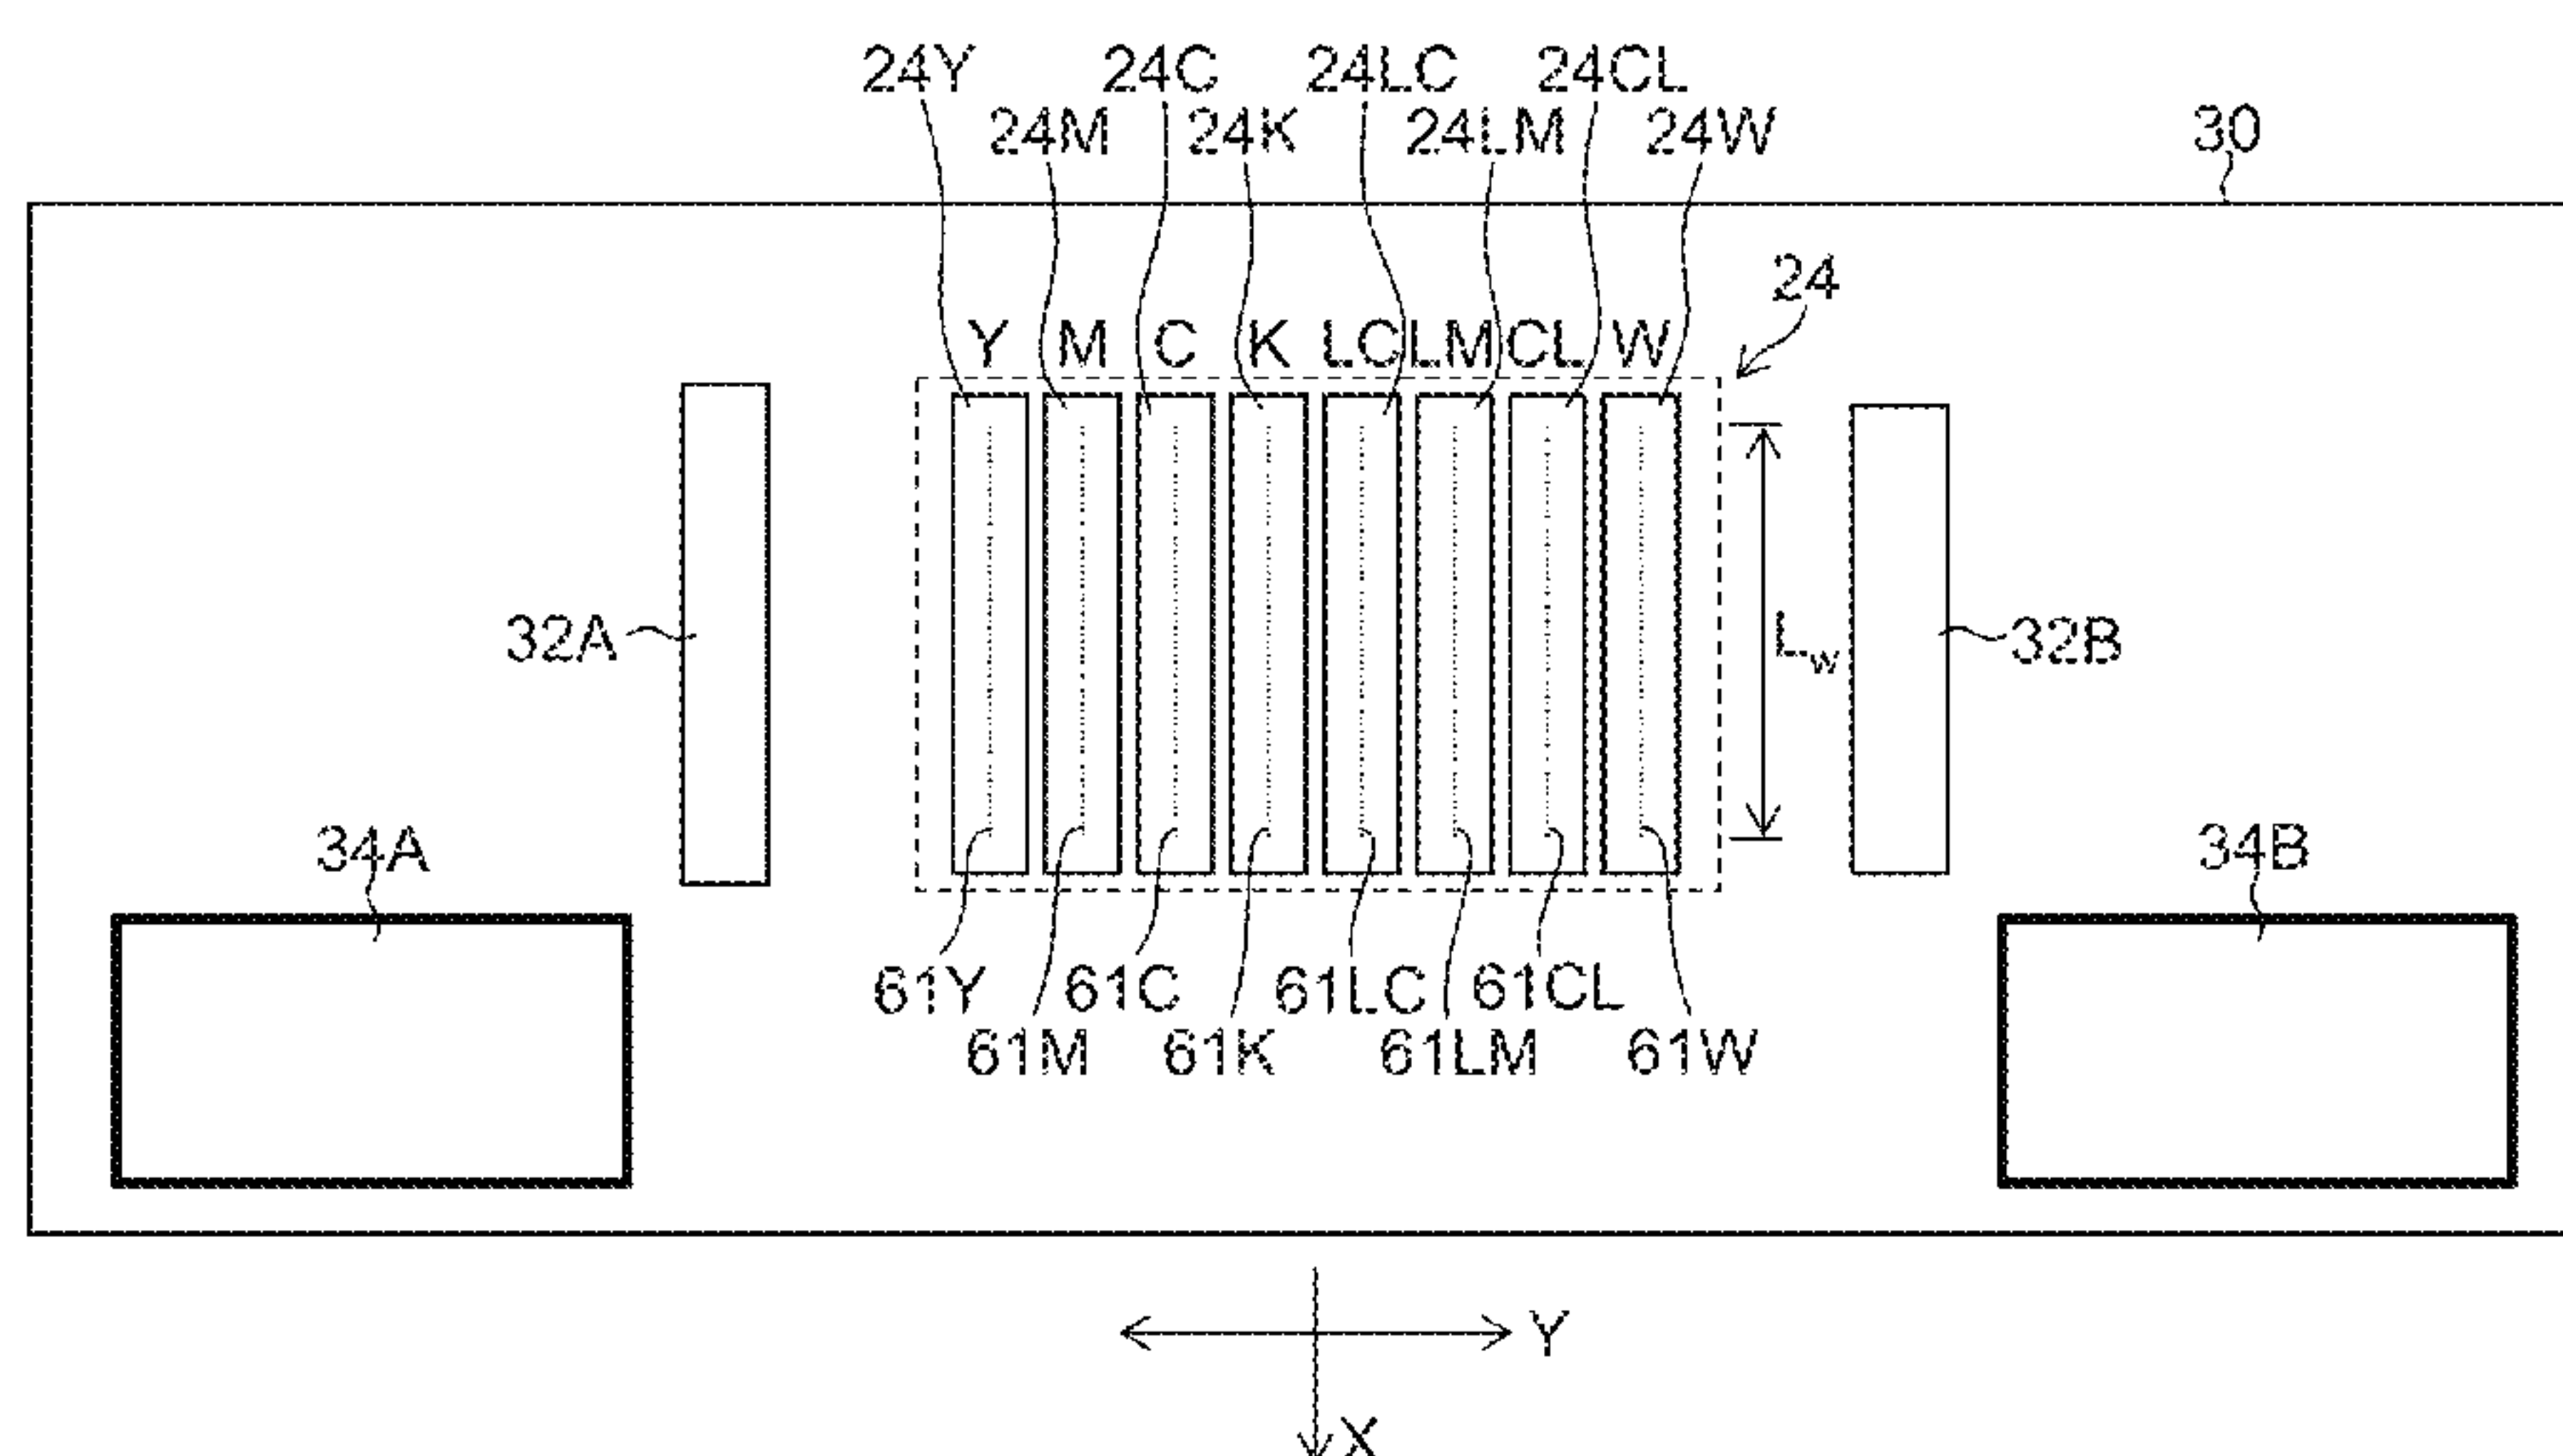 24Y 24C 24LC 24CL
24M 24K 24LM 24W 30
24
Y M C K LC LM CL W
32A Lw 32B
34A 34B
61Y 61C 61LC 61CL
61M 61K 61LM 61W
Y
X